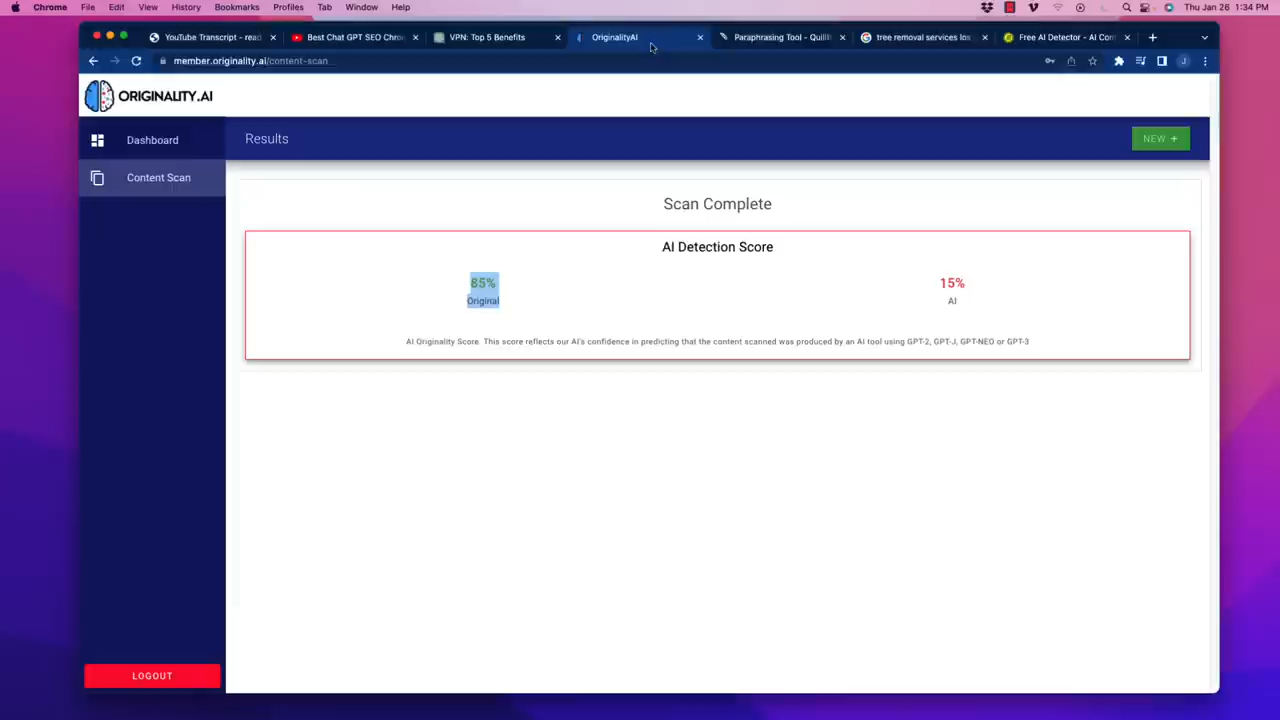 Chrome File Edit View History Bookmarks Profiles Tab Window Help Thu Jan 26 1:34 PM
YouTube Transcript - read Best Chat GPT SEO Chro VPN: Top 5 Benefits OriginalityAI Paraphrasing Tool - Quill tree removal services los Free AI Detector - AI Con
member.originality.ai/content-scan J
ORIGINALITY.AI
Dashboard
Results
NEW +
Content Scan
Scan Complete
AI Detection Score
85% 15%
Original AI
AI Originality Score. This score reflects our AI's confidence in predicting that the content scanned was produced by an AI tool using GPT-2, GPT-J, GPT-NEO or GPT-3
LOGOUT